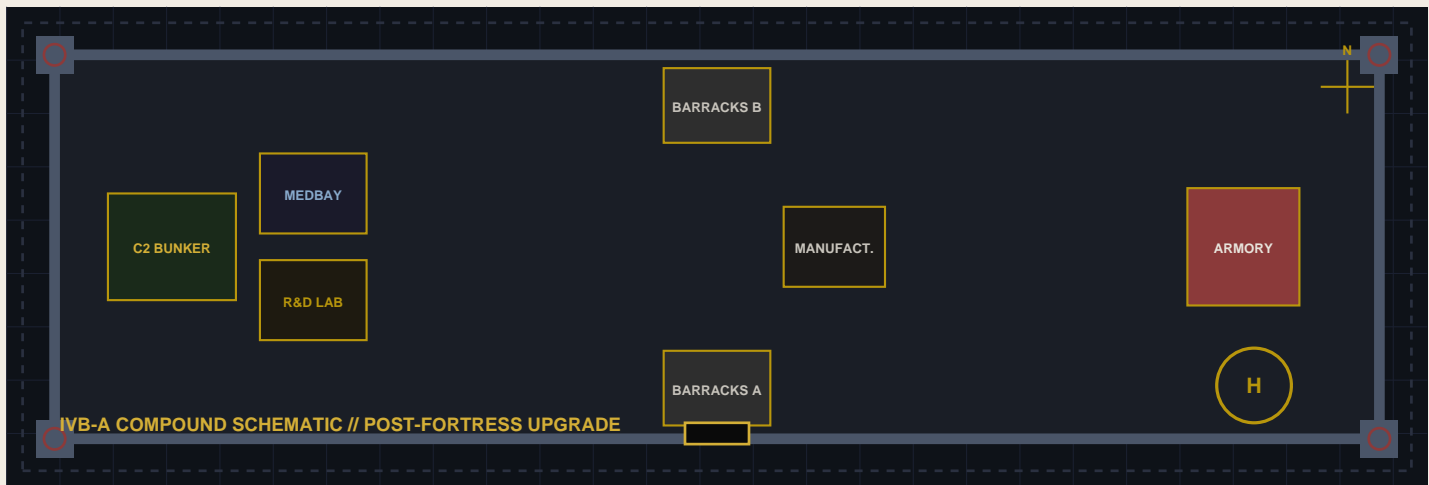 N
BARRACKS B
MEDBAY
C2 BUNKER
MANUFACT.
ARMORY
R&D LAB
BARRACKS A
H
IVB-A COMPOUND SCHEMATIC // POST-FORTRESS UPGRADE